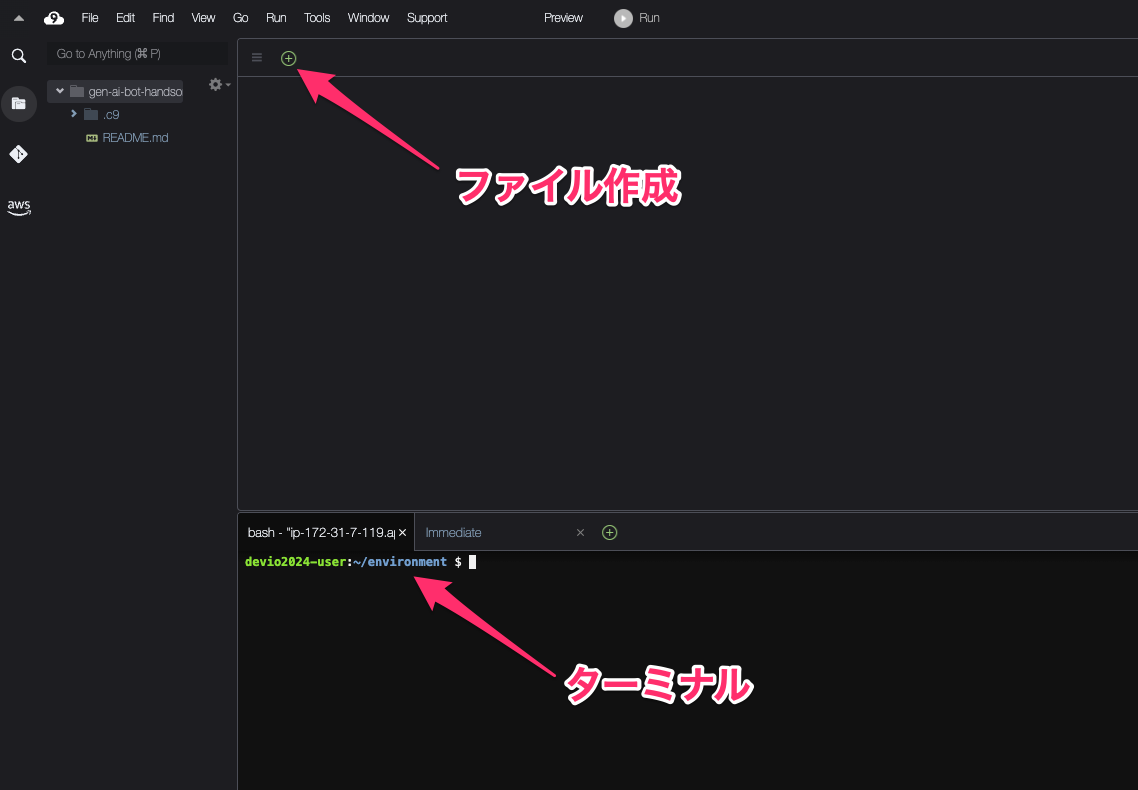 9 File Edit Find View Go Run Tools Window Support Preview Run
Go to Anything (⌘ P)
gen-ai-bot-handso
.c9
README.md
aws
ファイル作成
bash - "ip-172-31-7-119.ap Immediate
devio2024-user:~/environment $
ターミナル